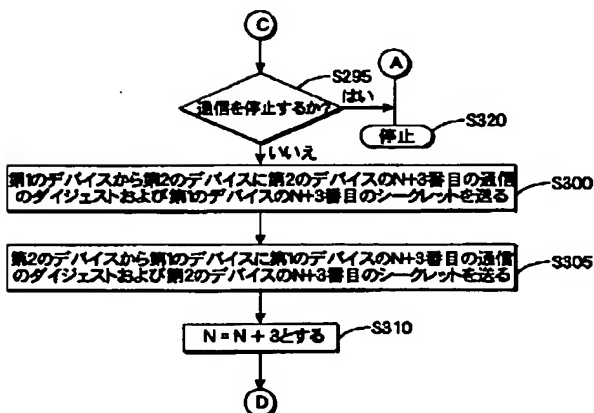 C
A
S295
通信を停止するか?
はい
S320
停止
いいえ
第1のデバイスから第2のデバイスに第2のデバイスのN+3番目の通信
のダイジェストおよび第1のデバイスのN+3番目のシークレットを送る
S300
第2のデバイスから第1のデバイスに第1のデバイスのN+3番目の通信
のダイジェストおよび第2のデバイスのN+3番目のシークレットを送る
S305
N=N+3とする
S310
D